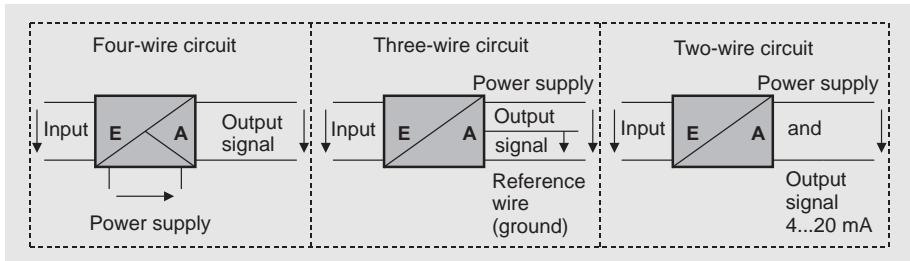 Four-wire circuit
Input
E
A
Output
signal
Power supply
Three-wire circuit
Power supply
Input
E
A
Output
signal
Reference
wire
(ground)
Two-wire circuit
Power supply
Input
E
A
and
Output
signal
4...20 mA